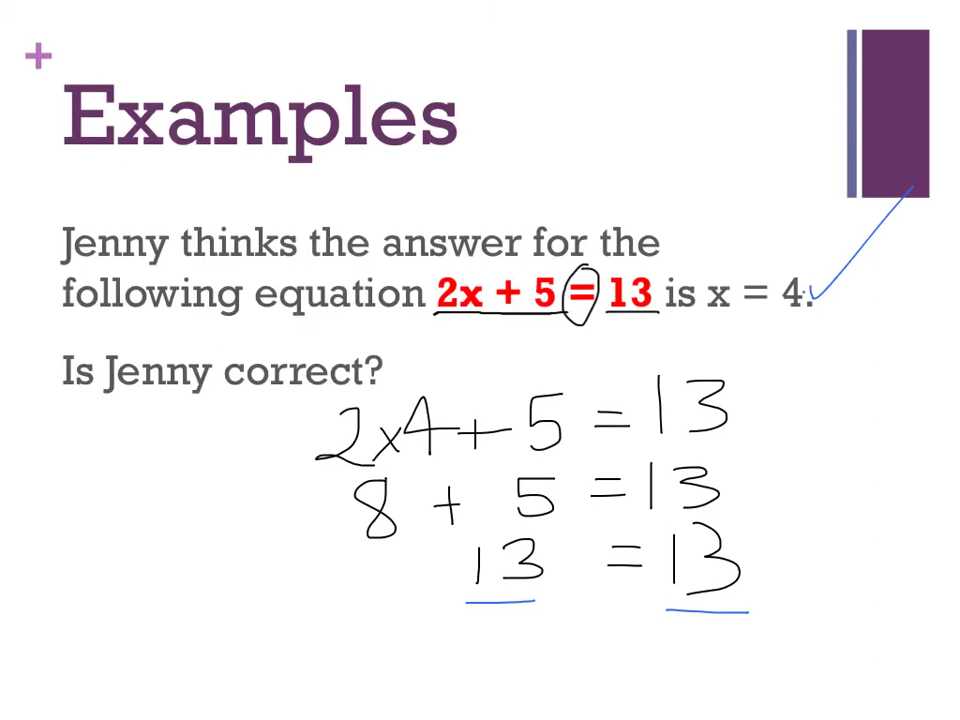 +
Examples
Jenny thinks the answer for the
following equation 2x + 5 = 13 is x = 4.
Is Jenny correct?
2x4+5 = 13
8 + 5 = 13
13 = 13